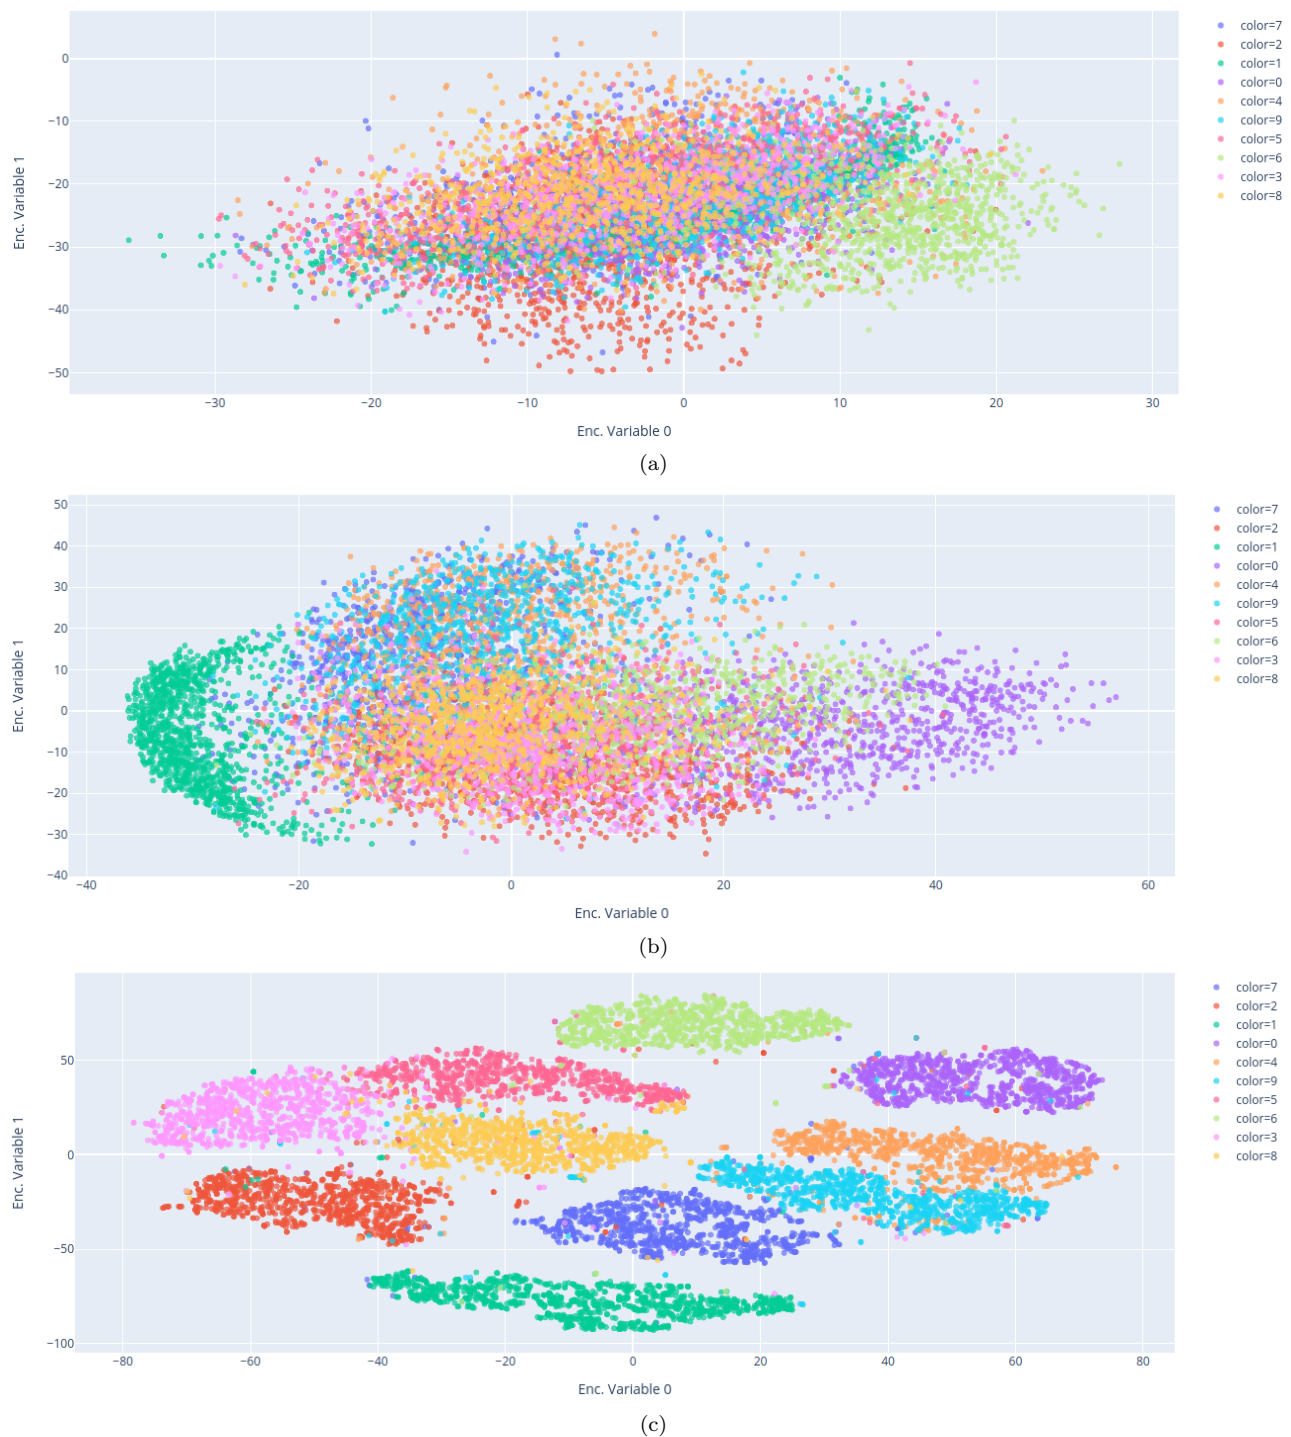 color=7
color=2
color=1
color=0
color=4
color=9
color=5
color=6
color=3
color=8
Enc. Variable 1
0
−10
−20
−30
−40
−50
−30 −20 −10 0 10 20 30
Enc. Variable 0
(a)
color=7
color=2
color=1
color=0
color=4
color=9
color=5
color=6
color=3
color=8
Enc. Variable 1
50
40
30
20
10
0
−10
−20
−30
−40
−40 −20 0 20 40 60
Enc. Variable 0
(b)
color=7
color=2
color=1
color=0
color=4
color=9
color=5
color=6
color=3
color=8
Enc. Variable 1
50
0
−50
−100
−80 −60 −40 −20 0 20 40 60 80
Enc. Variable 0
(c)